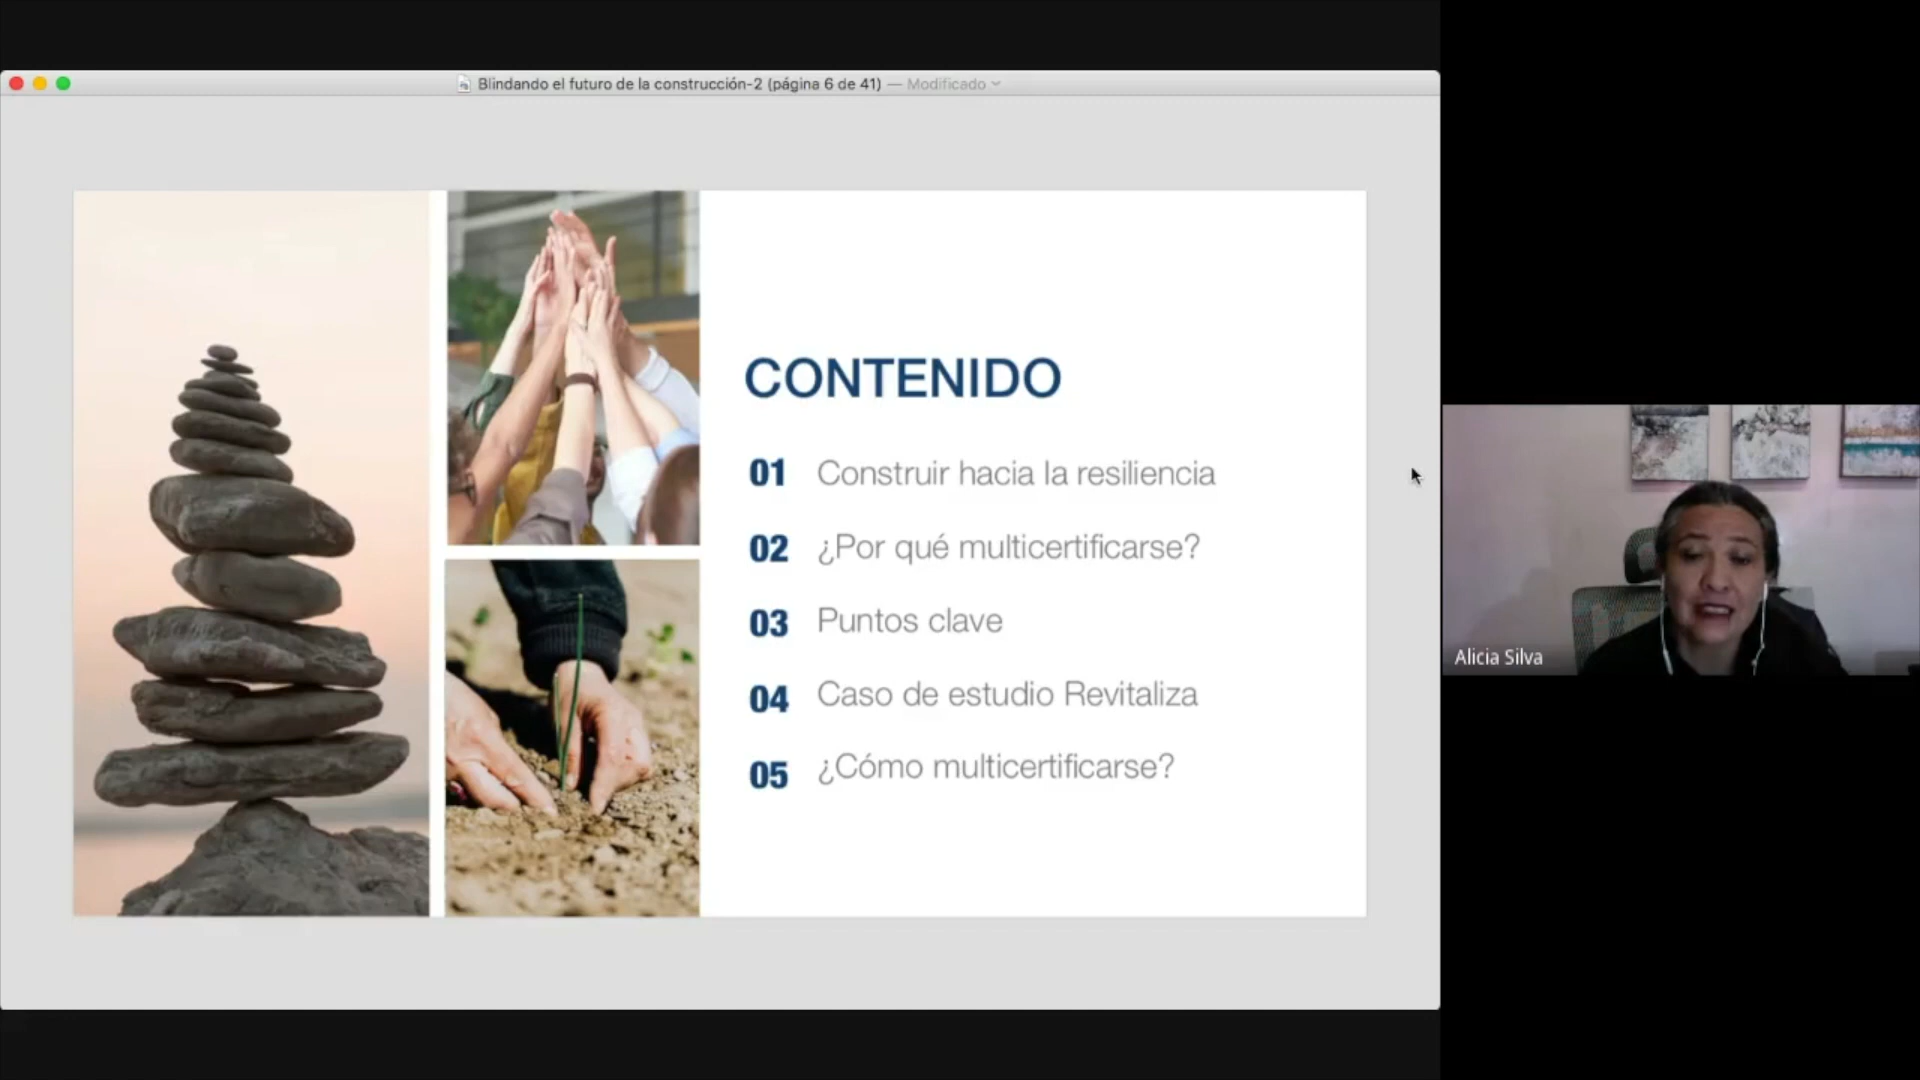 Blindando el futuro de la construcción-2 (página 6 de 41) — Modificado
CONTENIDO
01 Construir hacia la resiliencia
02 ¿Por qué multicertificarse?
03 Puntos clave
04 Caso de estudio Revitaliza
05 ¿Cómo multicertificarse?
Alicia Silva